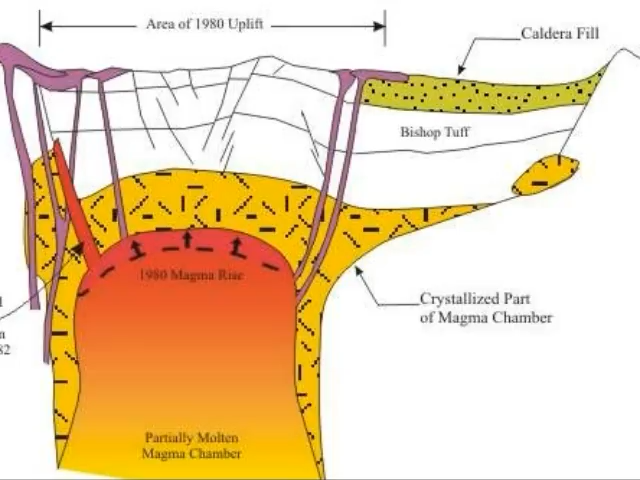 Area of 1980 Uplift
Caldera Fill
Bishop Tuff
1980 Magma Rise
Crystallized Part
of Magma Chamber
Partially Molten
Magma Chamber